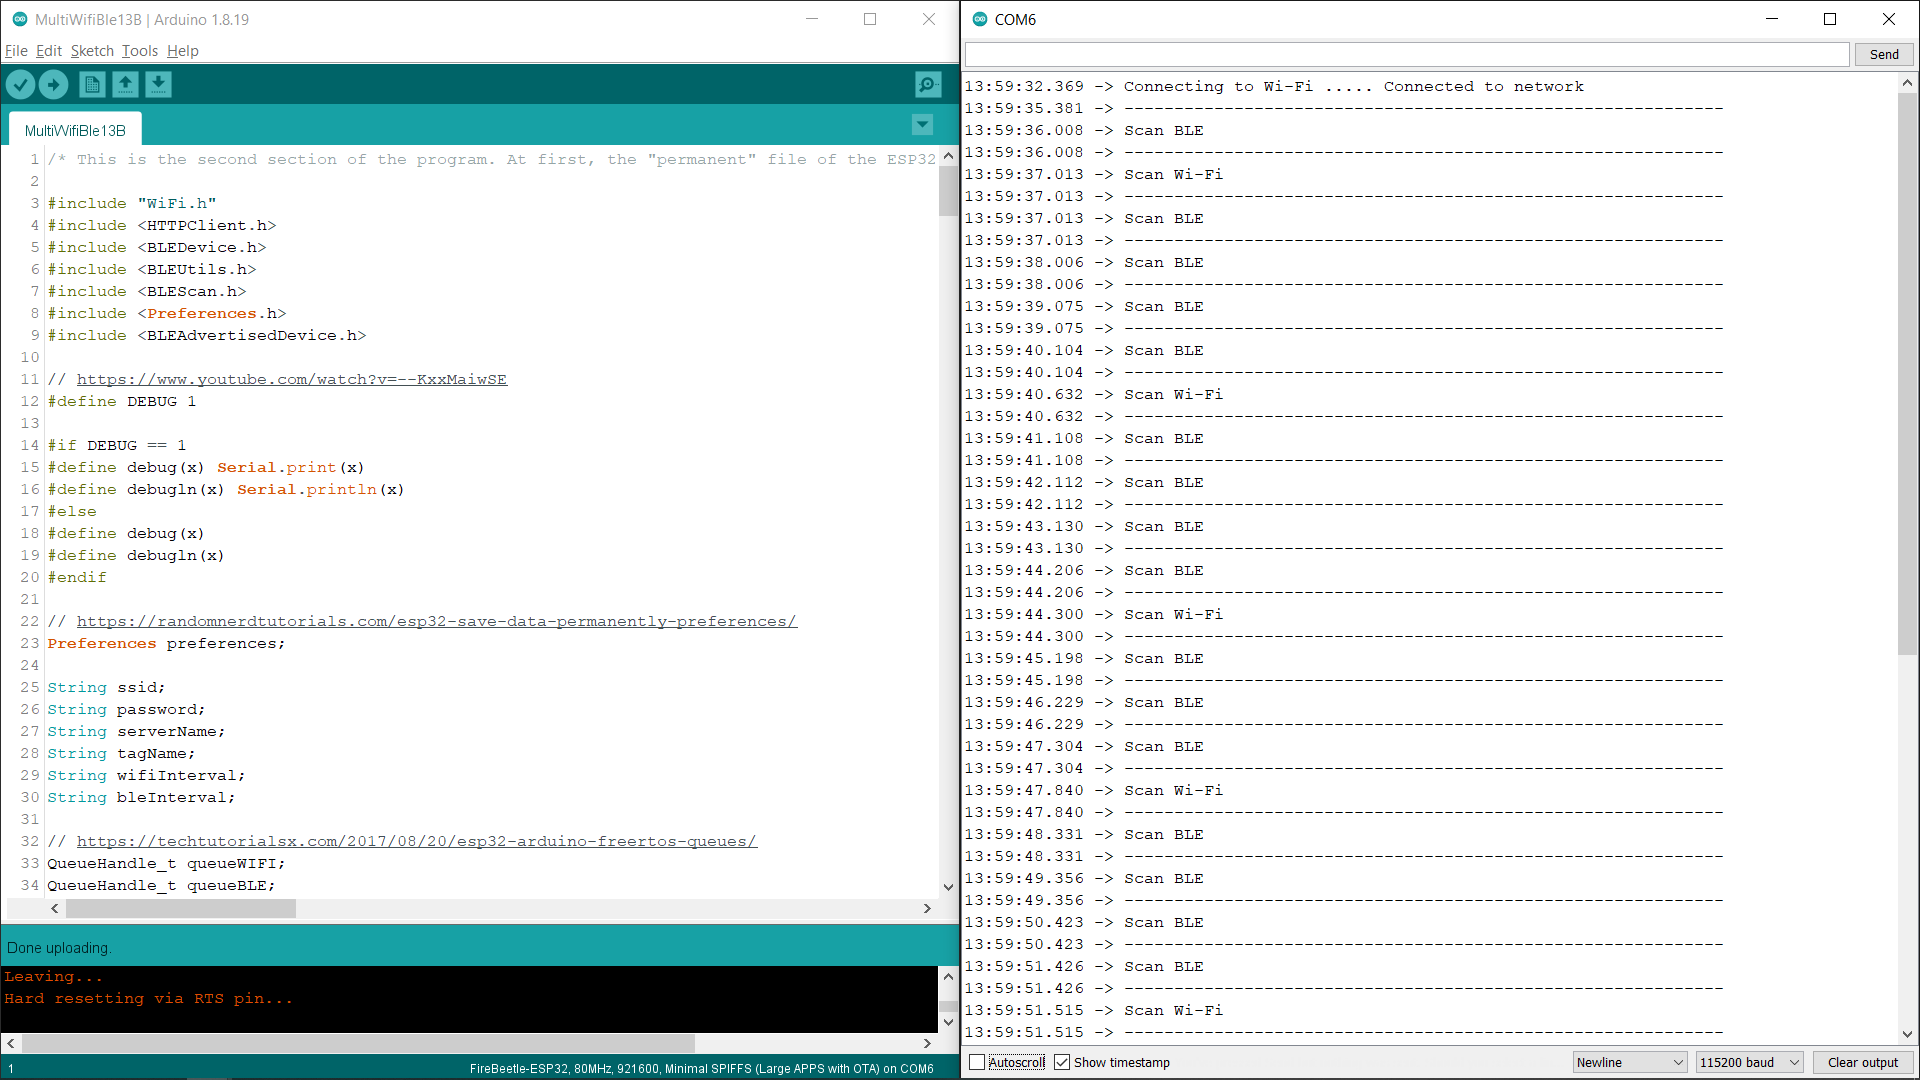 MultiWifiBle13B | Arduino 1.8.19
File Edit Sketch Tools Help
MultiWifiBle13B
1 /* This is the second section of the program. At first, the "permanent" file of the ESP32
2
3 #include "WiFi.h"
4 #include <HTTPClient.h>
5 #include <BLEDevice.h>
6 #include <BLEUtils.h>
7 #include <BLEScan.h>
8 #include <Preferences.h>
9 #include <BLEAdvertisedDevice.h>
10
11 // https://www.youtube.com/watch?v=--KxxMaiwSE
12 #define DEBUG 1
13
14 #if DEBUG == 1
15 #define debug(x) Serial.print(x)
16 #define debugln(x) Serial.println(x)
17 #else
18 #define debug(x)
19 #define debugln(x)
20 #endif
21
22 // https://randomnerdtutorials.com/esp32-save-data-permanently-preferences/
23 Preferences preferences;
24
25 String ssid;
26 String password;
27 String serverName;
28 String tagName;
29 String wifiInterval;
30 String bleInterval;
31
32 // https://techtutorialsx.com/2017/08/20/esp32-arduino-freertos-queues/
33 QueueHandle_t queueWIFI;
34 QueueHandle_t queueBLE;
Done uploading.
Leaving...
Hard resetting via RTS pin...
1 FireBeetle-ESP32, 80MHz, 921600, Minimal SPIFFS (Large APPS with OTA) on COM6
COM6
Send
13:59:32.369 -> Connecting to Wi-Fi ..... Connected to network
13:59:35.381 -> ------------------------------------------------------------
13:59:36.008 -> Scan BLE
13:59:36.008 -> ------------------------------------------------------------
13:59:37.013 -> Scan Wi-Fi
13:59:37.013 -> ------------------------------------------------------------
13:59:37.013 -> Scan BLE
13:59:37.013 -> ------------------------------------------------------------
13:59:38.006 -> Scan BLE
13:59:38.006 -> ------------------------------------------------------------
13:59:39.075 -> Scan BLE
13:59:39.075 -> ------------------------------------------------------------
13:59:40.104 -> Scan BLE
13:59:40.104 -> ------------------------------------------------------------
13:59:40.632 -> Scan Wi-Fi
13:59:40.632 -> ------------------------------------------------------------
13:59:41.108 -> Scan BLE
13:59:41.108 -> ------------------------------------------------------------
13:59:42.112 -> Scan BLE
13:59:42.112 -> ------------------------------------------------------------
13:59:43.130 -> Scan BLE
13:59:43.130 -> ------------------------------------------------------------
13:59:44.206 -> Scan BLE
13:59:44.206 -> ------------------------------------------------------------
13:59:44.300 -> Scan Wi-Fi
13:59:44.300 -> ------------------------------------------------------------
13:59:45.198 -> Scan BLE
13:59:45.198 -> ------------------------------------------------------------
13:59:46.229 -> Scan BLE
13:59:46.229 -> ------------------------------------------------------------
13:59:47.304 -> Scan BLE
13:59:47.304 -> ------------------------------------------------------------
13:59:47.840 -> Scan Wi-Fi
13:59:47.840 -> ------------------------------------------------------------
13:59:48.331 -> Scan BLE
13:59:48.331 -> ------------------------------------------------------------
13:59:49.356 -> Scan BLE
13:59:49.356 -> ------------------------------------------------------------
13:59:50.423 -> Scan BLE
13:59:50.423 -> ------------------------------------------------------------
13:59:51.426 -> Scan BLE
13:59:51.426 -> ------------------------------------------------------------
13:59:51.515 -> Scan Wi-Fi
13:59:51.515 -> ------------------------------------------------------------
Autoscroll Show timestamp Newline 115200 baud Clear output